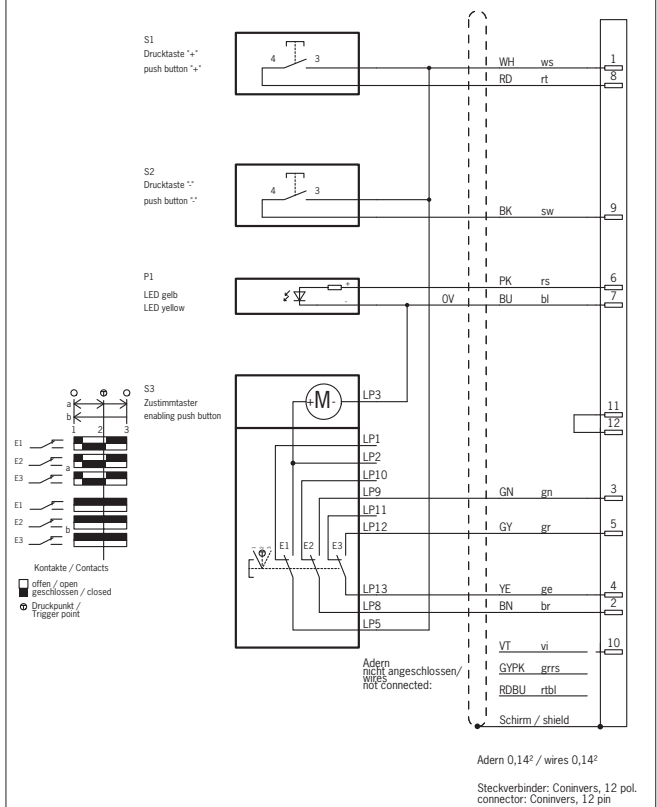 S1
Drucktaste "+"
push button "+"
4 3
WH ws 1
RD rt 8
S2
Drucktaste "-"
push button "-"
4 3
BK sw 9
P1
LED gelb
LED yellow
+
-
PK rs 6
0V BU bl 7
S3
Zustimmtaster
enabling push button
+M-
LP3
11
12
a
b
1 2 3
E1
E2
a
E3
E1
E2
b
E3
LP1
LP2
LP10
LP9 GN gn 3
LP11
LP12 GY gr 5
E1 E2 E3
LP13 YE ge 4
LP8 BN br 2
LP5
Kontakte / Contacts
offen / open
geschlossen / closed
Druckpunkt /
Trigger point
Adern
nicht angeschlossen/
wires
not connected:
VT vi 10
GYPK grrs
RDBU rtbl
Schirm / shield
Adern 0,14² / wires 0,14²
Steckverbinder: Coninvers, 12 pol.
connector: Coninvers, 12 pin